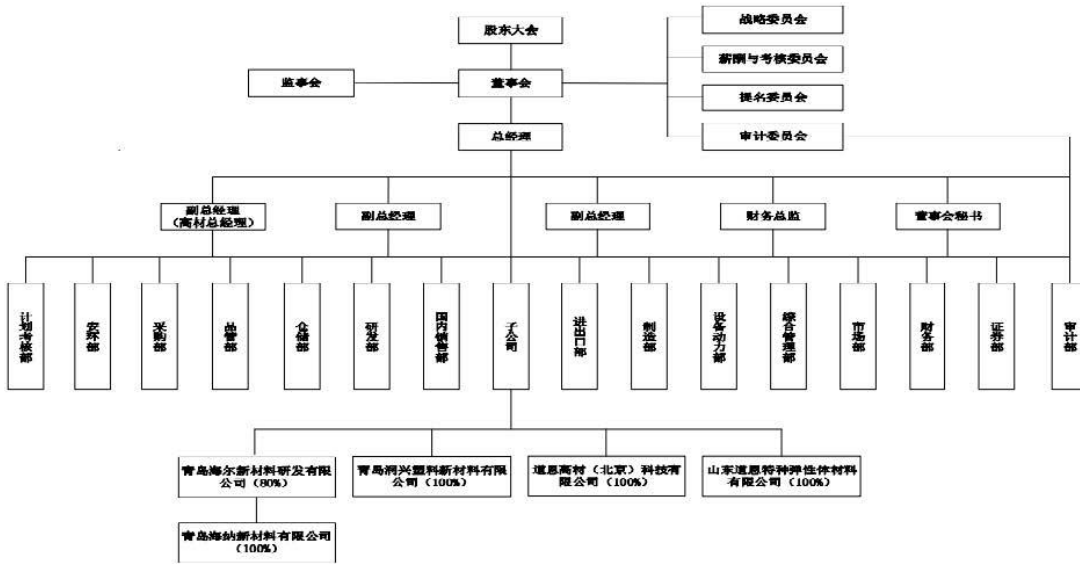 股东大会
战略委员会
薪酬与考核委员会
监事会
董事会
提名委员会
总经理
审计委员会
副总经理
（高材总经理）
副总经理
副总经理
财务总监
董事会秘书
计划考核部
安环部
采购部
品管部
仓储部
研发部
国内销售部
子公司
进出口部
制造部
设备动力部
综合管理部
市场部
财务部
证券部
审计部
青岛海尔新材料研发有限
公司（80%）
青岛润兴塑料新材料有限
公司（100%）
道恩高材（北京）科技有
限公司（100%）
山东道恩特种弹性体材料
有限公司（100%）
青岛海纳新材料有限公司
（100%）